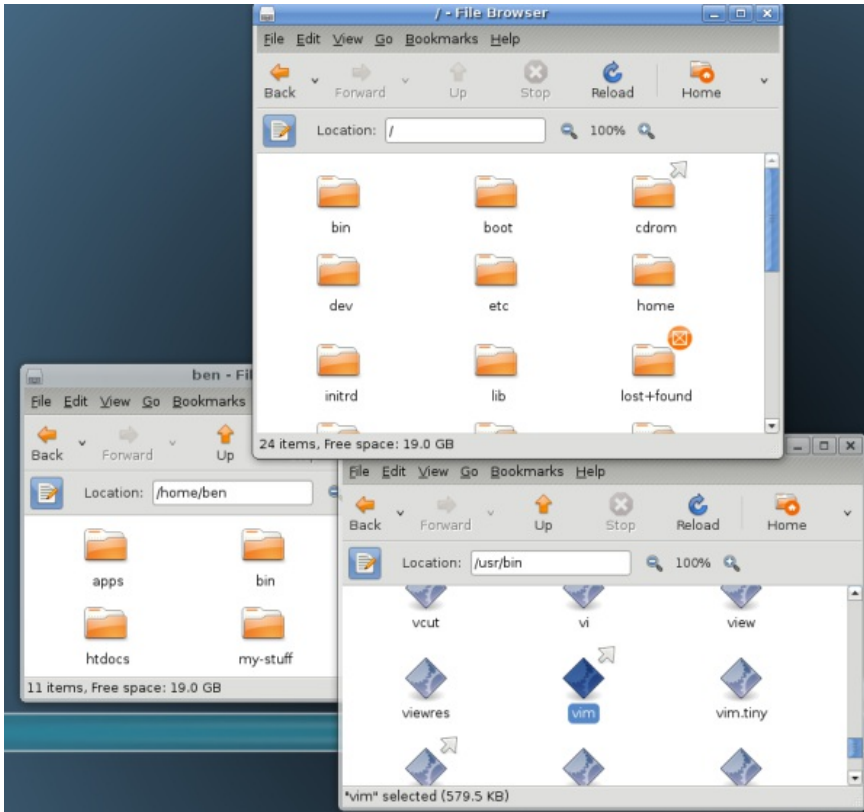 / - File Browser
File Edit View Go Bookmarks Help
Back Forward Up Stop Reload Home
Location: / 100%
bin boot cdrom
dev etc home
initrd lib lost+found
24 items, Free space: 19.0 GB
ben - Fil
File Edit View Go Bookmarks
Back Forward Up
Location: /home/ben
apps bin
htdocs my-stuff
11 items, Free space: 19.0 GB
File Edit View Go Bookmarks Help
Back Forward Up Stop Reload Home
Location: /usr/bin 100%
vcut vi view
viewres vim vim.tiny
"vim" selected (579.5 KB)